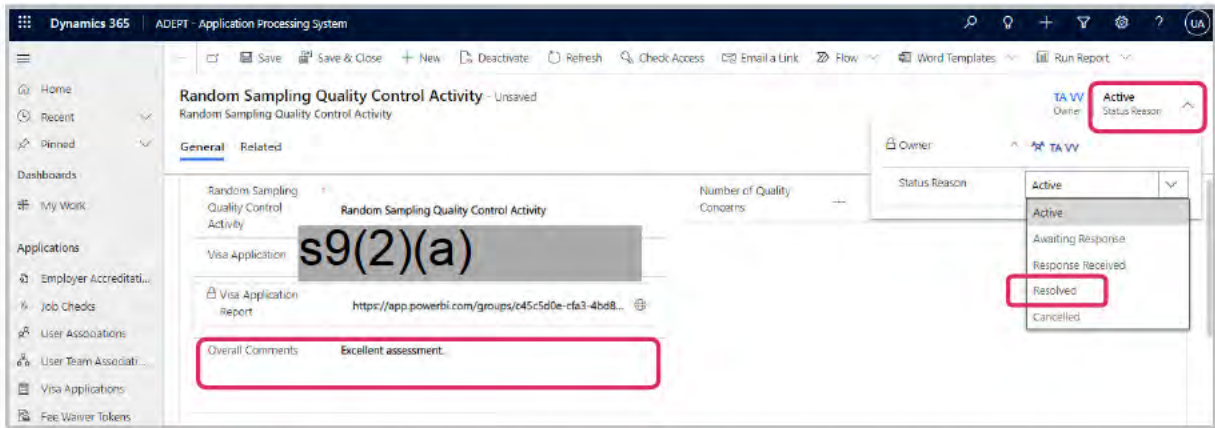 Dynamics 365 ADEPT - Application Processing System ? UA
Save Save & Close New Deactivate Refresh Check Access Email a Link Flow Word Templates Run Report
Home
Recent
Pinned
Dashboards
My Work
Applications
Employer Accreditati...
Job Checks
User Associations
User Team Associati...
Visa Applications
Fee Waiver Tokens
Random Sampling Quality Control Activity - Unsaved
Random Sampling Quality Control Activity
TA VV
Owner
Active
Status Reason
General Related
Random Sampling
Quality Control
Activity
Random Sampling Quality Control Activity
Visa Application
s9(2)(a)
Visa Application
Report
https://app.powerbi.com/groups/c45c5d0e-cfa3-4bd8...
Overall Comments
Excellent assessment.
Number of Quality
Concerns
---
Owner
TA VV
Status Reason
Active
Active
Awaiting Response
Response Received
Resolved
Cancelled